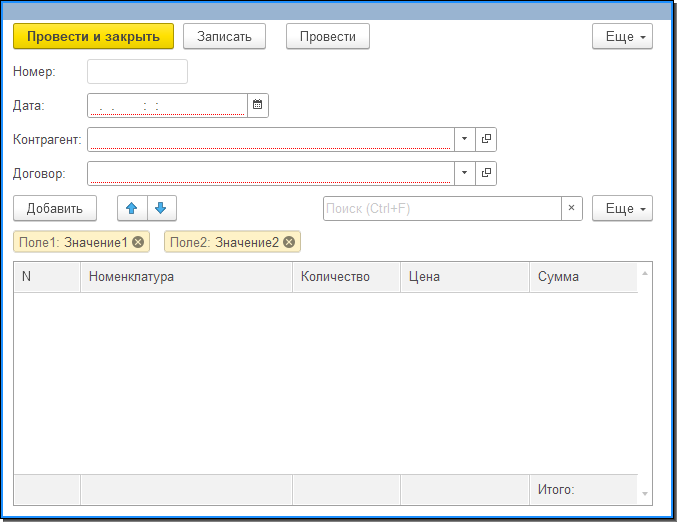 Провести и закрыть Записать Провести Еще
Номер:
Дата: . . : :
Контрагент:
Договор:
Добавить Поиск (Ctrl+F) × Еще
Поле1: Значение1 Поле2: Значение2
N Номенклатура Количество Цена Сумма
Итого: